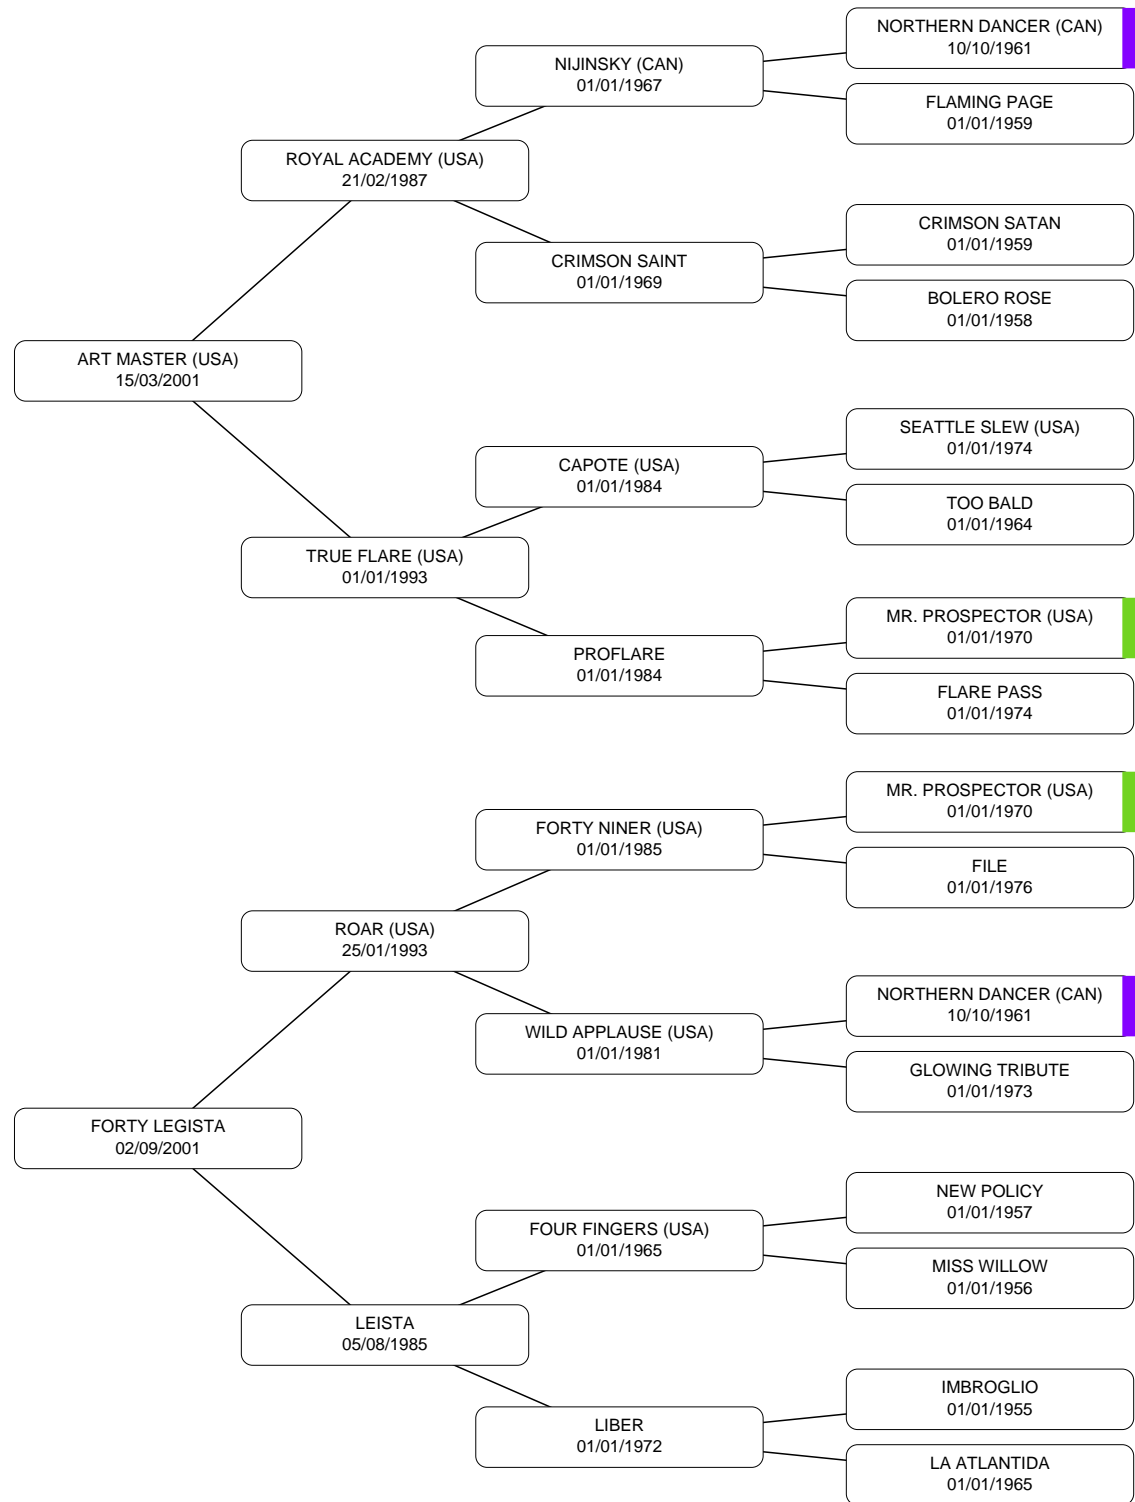 NORTHERN DANCER (CAN)
10/10/1961
NIJINSKY (CAN)
01/01/1967
FLAMING PAGE
01/01/1959
ROYAL ACADEMY (USA)
21/02/1987
CRIMSON SATAN
01/01/1959
CRIMSON SAINT
01/01/1969
BOLERO ROSE
01/01/1958
ART MASTER (USA)
15/03/2001
SEATTLE SLEW (USA)
01/01/1974
CAPOTE (USA)
01/01/1984
TOO BALD
01/01/1964
TRUE FLARE (USA)
01/01/1993
MR. PROSPECTOR (USA)
01/01/1970
PROFLARE
01/01/1984
FLARE PASS
01/01/1974
MR. PROSPECTOR (USA)
01/01/1970
FORTY NINER (USA)
01/01/1985
FILE
01/01/1976
ROAR (USA)
25/01/1993
NORTHERN DANCER (CAN)
10/10/1961
WILD APPLAUSE (USA)
01/01/1981
GLOWING TRIBUTE
01/01/1973
FORTY LEGISTA
02/09/2001
NEW POLICY
01/01/1957
FOUR FINGERS (USA)
01/01/1965
MISS WILLOW
01/01/1956
LEISTA
05/08/1985
IMBROGLIO
01/01/1955
LIBER
01/01/1972
LA ATLANTIDA
01/01/1965